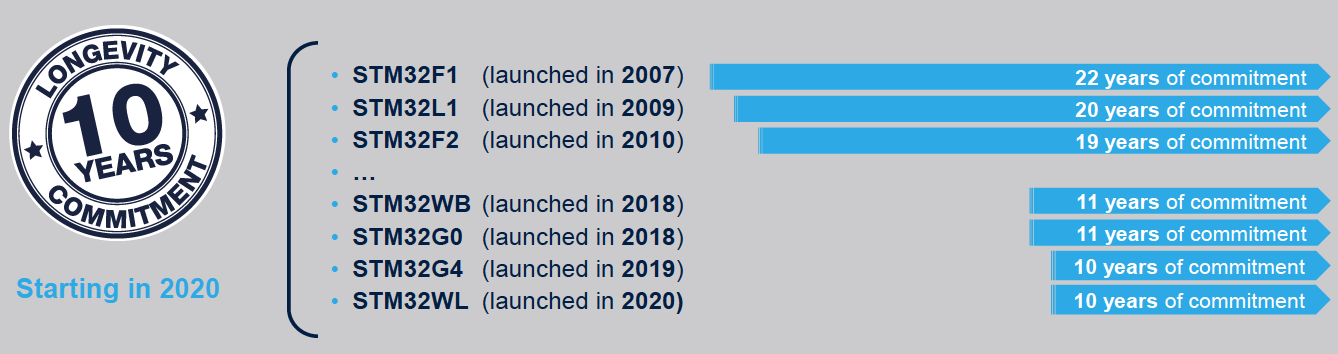 LONGEVITY
10
YEARS
COMMITMENT
Starting in 2020
• STM32F1 (launched in 2007) 22 years of commitment
• STM32L1 (launched in 2009) 20 years of commitment
• STM32F2 (launched in 2010) 19 years of commitment
• ...
• STM32WB (launched in 2018) 11 years of commitment
• STM32G0 (launched in 2018) 11 years of commitment
• STM32G4 (launched in 2019) 10 years of commitment
• STM32WL (launched in 2020) 10 years of commitment